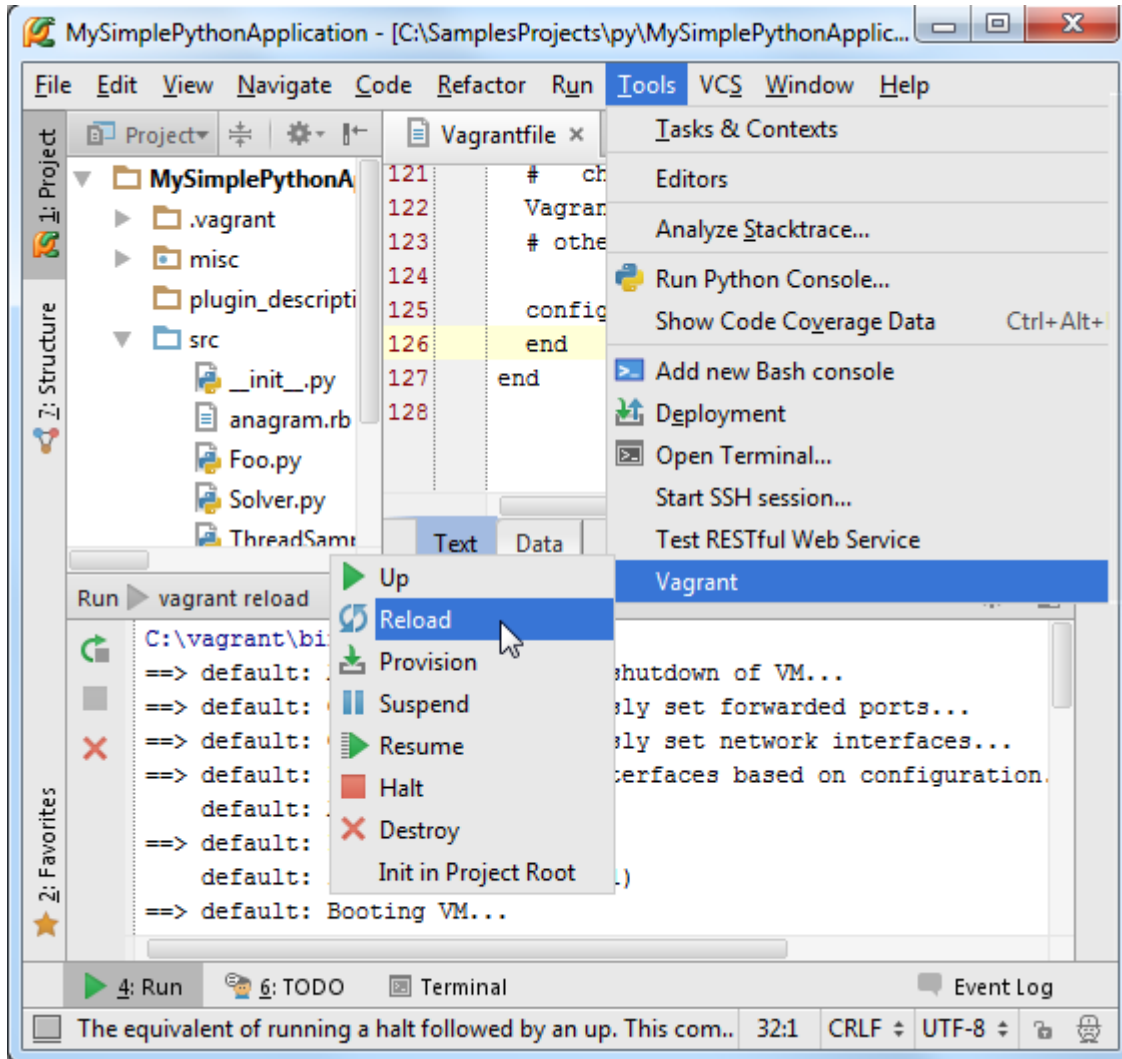 MySimplePythonApplication - [C:\SamplesProjects\py\MySimplePythonApplic...
File Edit View Navigate Code Refactor Run Tools VCS Window Help
1: Project
7: Structure
2: Favorites
Project
MySimplePythonA
.vagrant
misc
plugin_descripti
src
__init__.py
anagram.rb
Foo.py
Solver.py
ThreadSam
Vagrantfile
121 # ch
122 Vagran
123 # othe
124
125 config
126 end
127 end
128
Text Data
Tasks & Contexts
Editors
Analyze Stacktrace...
Run Python Console...
Show Code Coverage Data Ctrl+Alt+
Add new Bash console
Deployment
Open Terminal...
Start SSH session...
Test RESTful Web Service
Vagrant
Up
Reload
Provision
Suspend
Resume
Halt
Destroy
Init in Project Root
Run vagrant reload
C:\vagrant\bi
==> default: shutdown of VM...
==> default: sly set forwarded ports...
==> default: sly set network interfaces...
==> default: terfaces based on configuration.
default:
==> default:
default: .)
==> default: Booting VM...
4: Run 6: TODO Terminal Event Log
The equivalent of running a halt followed by an up. This com.. 32:1 CRLF UTF-8